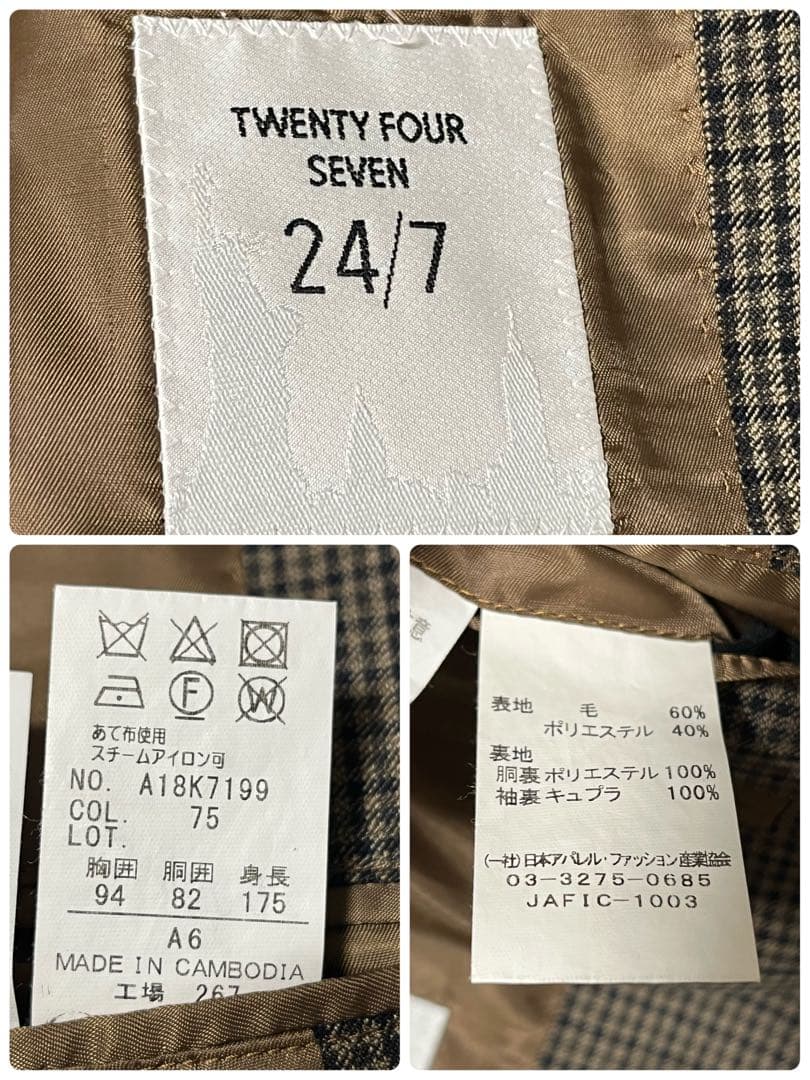 TWENTY FOUR
SEVEN
24/7
F
W
あて布使用
スチームアイロン可
NO. A18K7199
COL. 75
LOT.
胸囲 胴囲 身長
94 82 175
A6
MADE IN CAMBODIA
工場 267
意
表地 毛 60%
ポリエステル 40%
裏地
胴裏 ポリエステル 100%
袖裏 キュプラ 100%
(一社)日本アパレル・ファッション産業協会
03-3275-0685
JAFIC-1003